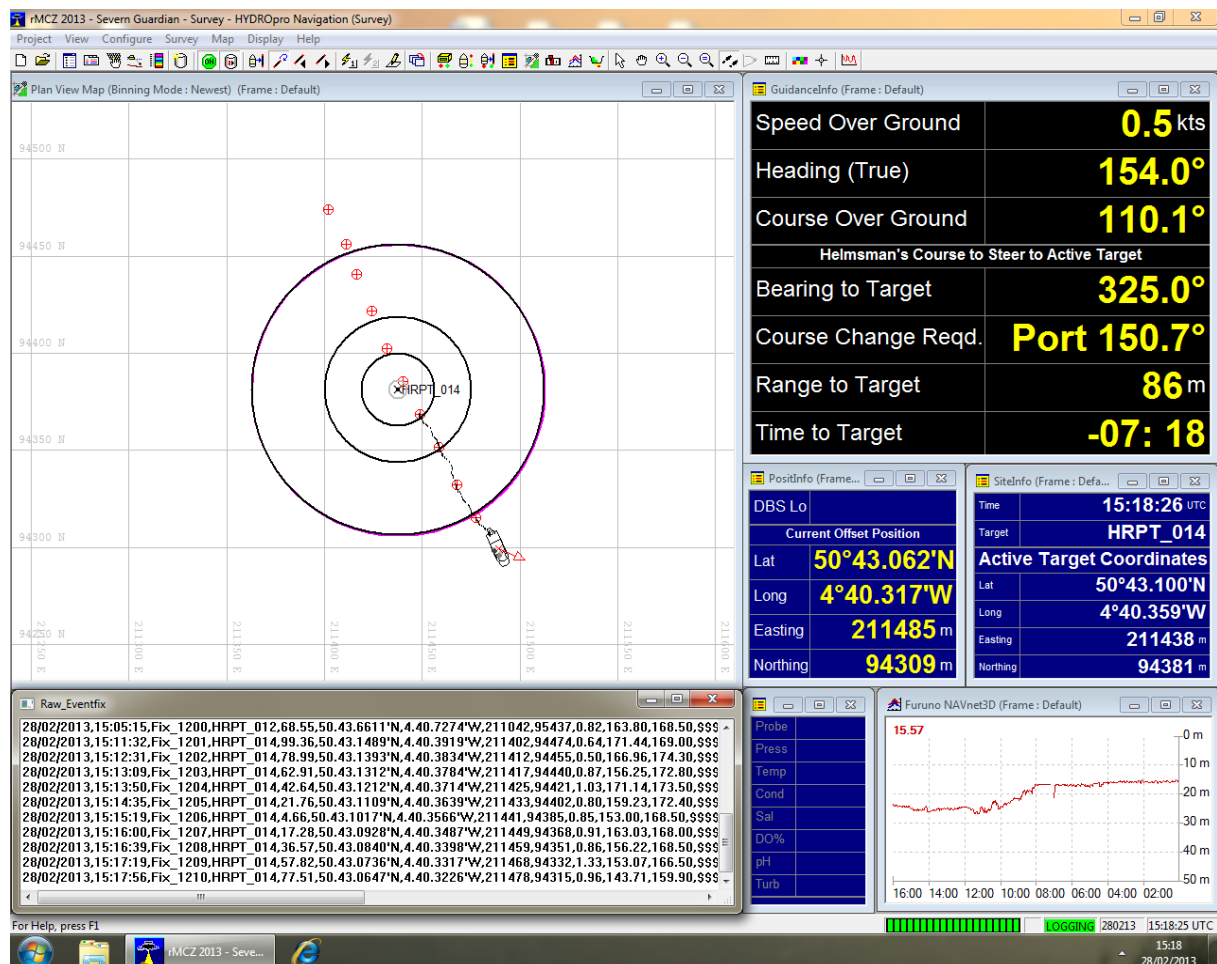 rMCZ 2013 - Severn Guardian - Survey - HYDROpro Navigation (Survey)
Project View Configure Survey Map Display Help
Plan View Map (Binning Mode : Newest) (Frame : Default)
94500 N
94450 N
94400 N
94350 N
94300 N
94250 N
HRPT_014
211250 E
211300 E
211350 E
211400 E
211450 E
211500 E
211550 E
211600 E
GuidanceInfo (Frame : Default)
Speed Over Ground 0.5 kts
Heading (True) 154.0°
Course Over Ground 110.1°
Helmsman's Course to Steer to Active Target
Bearing to Target 325.0°
Course Change Reqd. Port 150.7°
Range to Target 86 m
Time to Target -07: 18
PositInfo (Frame...
DBS Lo
Current Offset Position
Lat 50°43.062'N
Long 4°40.317'W
Easting 211485 m
Northing 94309 m
SiteInfo (Frame : Defa...
Time 15:18:26 UTC
Target HRPT_014
Active Target Coordinates
Lat 50°43.100'N
Long 4°40.359'W
Easting 211438 m
Northing 94381 m
Raw_Eventfix
28/02/2013,15:05:15,Fix_1200,HRPT_012,68.55,50.43.6611'N,4.40.7274'W,211042,95437,0.82,163.80,168.50,$$$
28/02/2013,15:11:32,Fix_1201,HRPT_014,99.36,50.43.1489'N,4.40.3919'W,211402,94474,0.64,171.44,169.00,$$$
28/02/2013,15:12:31,Fix_1202,HRPT_014,78.99,50.43.1393'N,4.40.3834'W,211412,94455,0.50,166.96,174.30,$$$
28/02/2013,15:13:09,Fix_1203,HRPT_014,62.91,50.43.1312'N,4.40.3784'W,211417,94440,0.87,156.25,172.80,$$$
28/02/2013,15:13:50,Fix_1204,HRPT_014,42.64,50.43.1212'N,4.40.3714'W,211425,94421,1.03,171.14,173.50,$$$
28/02/2013,15:14:35,Fix_1205,HRPT_014,21.76,50.43.1109'N,4.40.3639'W,211433,94402,0.80,159.23,172.40,$$$
28/02/2013,15:15:19,Fix_1206,HRPT_014,4.66,50.43.1017'N,4.40.3566'W,211441,94385,0.85,153.00,168.50,$$$
28/02/2013,15:16:00,Fix_1207,HRPT_014,17.28,50.43.0928'N,4.40.3487'W,211449,94368,0.91,163.03,168.00,$$$
28/02/2013,15:16:39,Fix_1208,HRPT_014,36.57,50.43.0840'N,4.40.3398'W,211459,94351,0.86,156.22,168.50,$$$
28/02/2013,15:17:19,Fix_1209,HRPT_014,57.82,50.43.0736'N,4.40.3317'W,211468,94332,1.33,153.07,166.50,$$$
28/02/2013,15:17:56,Fix_1210,HRPT_014,77.51,50.43.0647'N,4.40.3226'W,211478,94315,0.96,143.71,159.90,$$$
Probe
Press
Temp
Cond
Sal
DO%
pH
Turb
Furuno NAVnet3D (Frame : Default)
15.57
0 m
10 m
20 m
30 m
40 m
50 m
16:00 14:00 12:00 10:00 08:00 06:00 04:00 02:00
For Help, press F1
LOGGING 280213 15:18:25 UTC
rMCZ 2013 - Seve...
15:18
28/02/2013